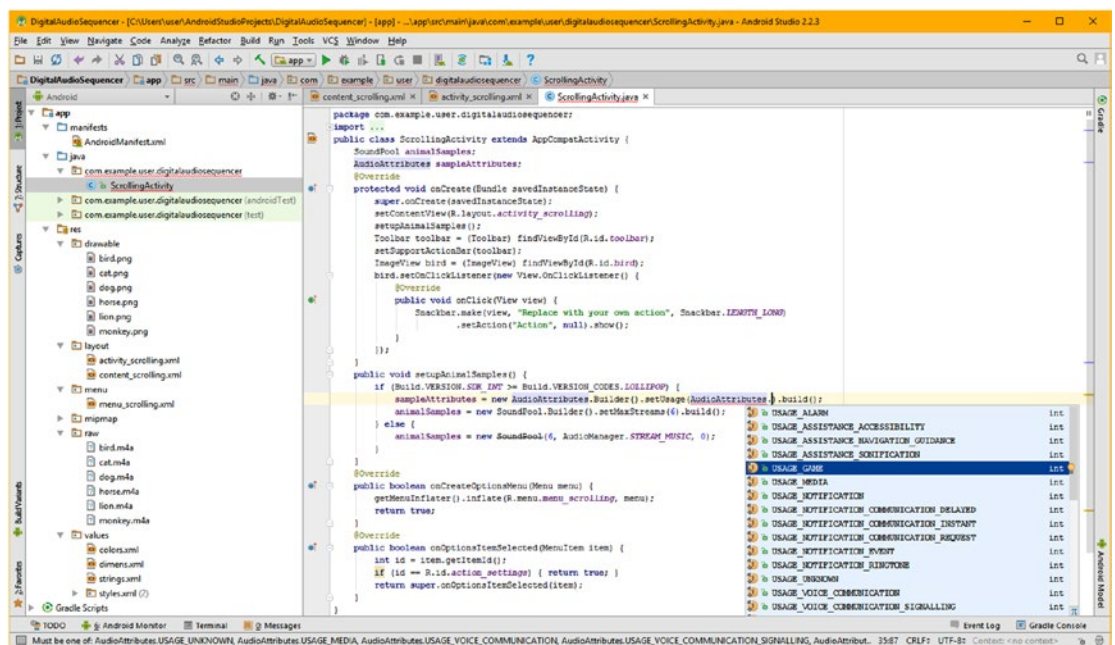 DigitalAudioSequencer - [C:\Users\user\AndroidStudioProjects\DigitalAudioSequencer] - [app] - ...\app\src\main\java\com\example\user\digitalaudiosequencer\ScrollingActivity.java - Android Studio 2.2.3
File Edit View Navigate Code Analyze Refactor Build Run Tools VCS Window Help
app
DigitalAudioSequencer app src main java com example user digitalaudiosequencer ScrollingActivity
Android
content_scrolling.xml × activity_scrolling.xml × ScrollingActivity.java ×
1: Project
7: Structure
Captures
Build Variants
2: Favorites
app
manifests
AndroidManifest.xml
java
com.example.user.digitalaudiosequencer
ScrollingActivity
com.example.user.digitalaudiosequencer (androidTest)
com.example.user.digitalaudiosequencer (test)
res
drawable
bird.png
cat.png
dog.png
horse.png
lion.png
monkey.png
layout
activity_scrolling.xml
content_scrolling.xml
menu
menu_scrolling.xml
mipmap
raw
bird.m4a
cat.m4a
dog.m4a
horse.m4a
lion.m4a
monkey.m4a
values
colors.xml
dimens.xml
strings.xml
styles.xml (2)
Gradle Scripts
package com.example.user.digitalaudiosequencer;
import ...
public class ScrollingActivity extends AppCompatActivity {
SoundPool animalSamples;
AudioAttributes sampleAttributes;
@Override
protected void onCreate(Bundle savedInstanceState) {
super.onCreate(savedInstanceState);
setContentView(R.layout.activity_scrolling);
setupAnimalSamples();
Toolbar toolbar = (Toolbar) findViewById(R.id.toolbar);
setSupportActionBar(toolbar);
ImageView bird = (ImageView) findViewById(R.id.bird);
bird.setOnClickListener(new View.OnClickListener() {
@Override
public void onClick(View view) {
Snackbar.make(view, "Replace with your own action", Snackbar.LENGTH_LONG)
.setAction("Action", null).show();
}
});
}
public void setupAnimalSamples() {
if (Build.VERSION.SDK_INT >= Build.VERSION_CODES.LOLLIPOP) {
sampleAttributes = new AudioAttributes.Builder().setUsage(AudioAttributes.).build();
animalSamples = new SoundPool.Builder().setMaxStreams(6).build();
} else {
animalSamples = new SoundPool(6, AudioManager.STREAM_MUSIC, 0);
}
}
@Override
public boolean onCreateOptionsMenu(Menu menu) {
getMenuInflater().inflate(R.menu.menu_scrolling, menu);
return true;
}
@Override
public boolean onOptionsItemSelected(MenuItem item) {
int id = item.getItemId();
if (id == R.id.action_settings) { return true; }
return super.onOptionsItemSelected(item);
}
}
USAGE_ALARM int
USAGE_ASSISTANCE_ACCESSIBILITY int
USAGE_ASSISTANCE_NAVIGATION_GUIDANCE int
USAGE_ASSISTANCE_SONIFICATION int
USAGE_GAME int
USAGE_MEDIA int
USAGE_NOTIFICATION int
USAGE_NOTIFICATION_COMMUNICATION_DELAYED int
USAGE_NOTIFICATION_COMMUNICATION_INSTANT int
USAGE_NOTIFICATION_COMMUNICATION_REQUEST int
USAGE_NOTIFICATION_EVENT int
USAGE_NOTIFICATION_RINGTONE int
USAGE_UNKNOWN int
USAGE_VOICE_COMMUNICATION int
USAGE_VOICE_COMMUNICATION_SIGNALLING int
Gradle
Android Model
TODO 6: Android Monitor Terminal 0: Messages Event Log Gradle Console
Must be one of: AudioAttributes.USAGE_UNKNOWN, AudioAttributes.USAGE_MEDIA, AudioAttributes.USAGE_VOICE_COMMUNICATION, AudioAttributes.USAGE_VOICE_COMMUNICATION_SIGNALLING, AudioAttribut... 35:87 CRLF÷ UTF-8÷ Context: <no context>